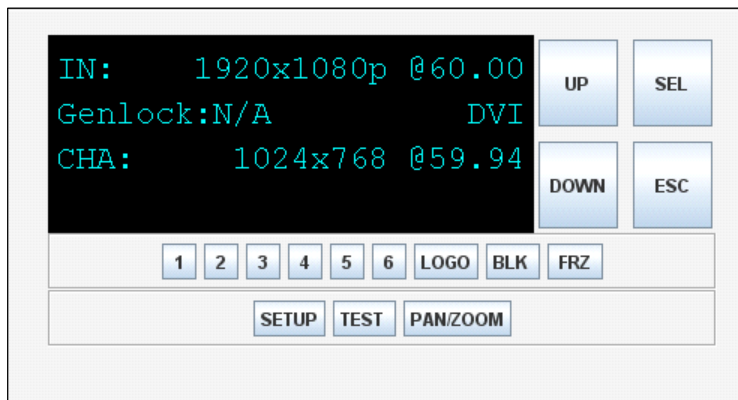 IN: 1920x1080p @60.00
Genlock:N/A DVI
CHA: 1024x768 @59.94
UP SEL
DOWN ESC
1 2 3 4 5 6 LOGO BLK FRZ
SETUP TEST PAN/ZOOM